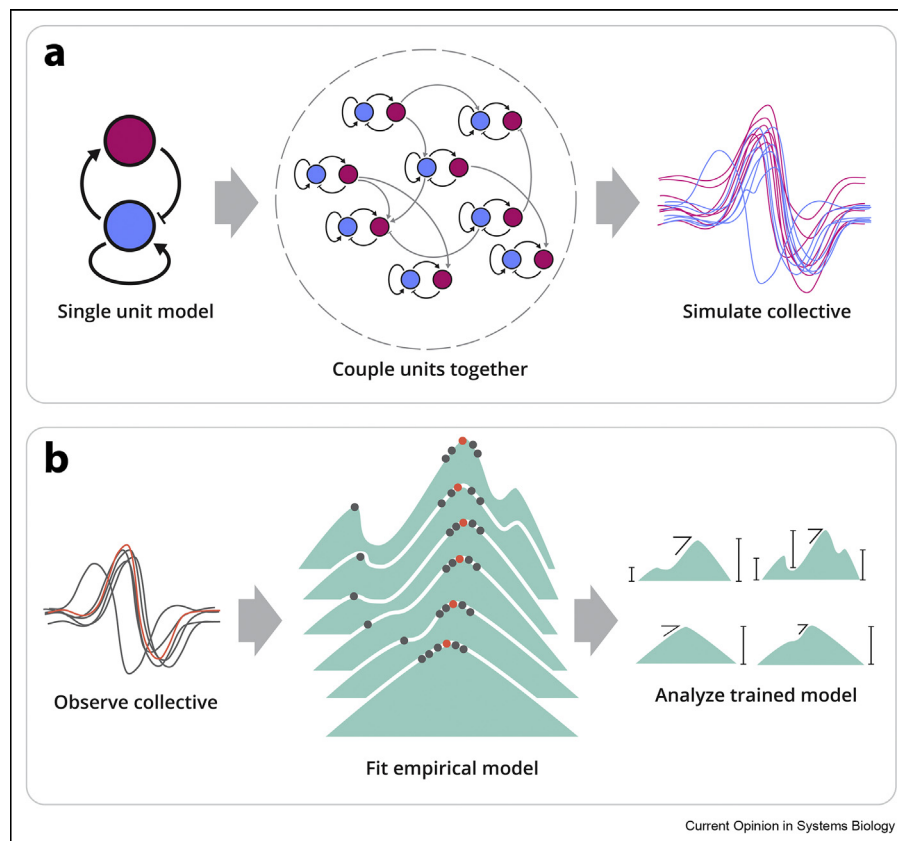 a
Single unit model
Couple units together
Simulate collective
b
Observe collective
Fit empirical model
Analyze trained model
Current Opinion in Systems Biology